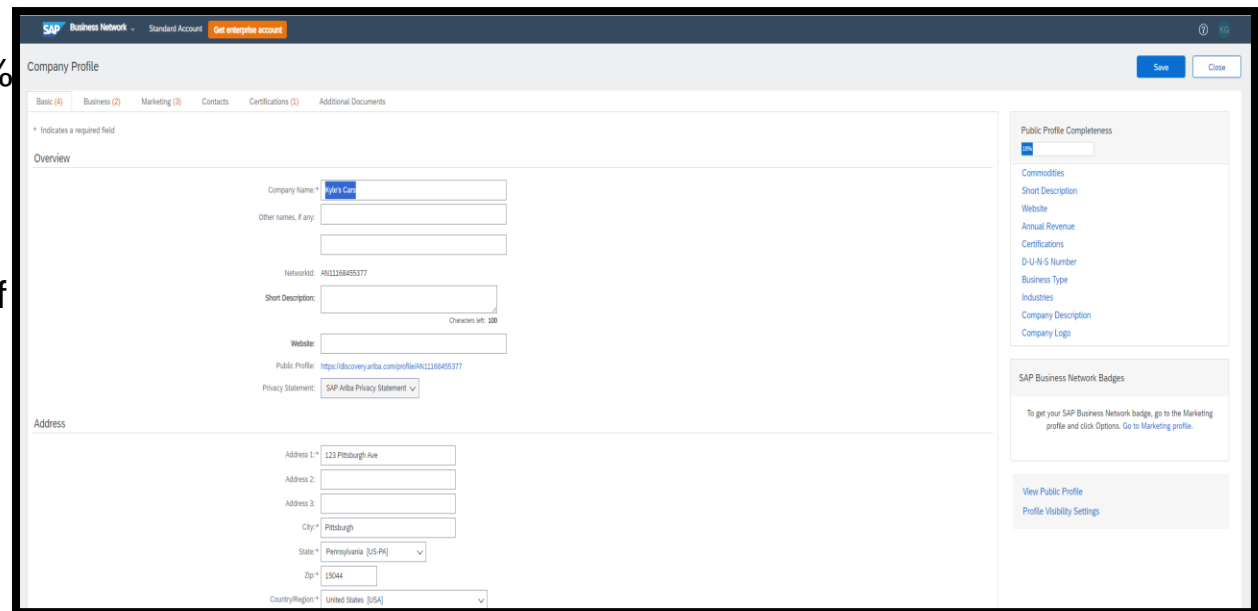 SAP Business Network Standard Account Get enterprise account KG
%
Company Profile Save Close
Basic (4) Business (2) Marketing (3) Contacts Certifications (1) Additional Documents
* Indicates a required field
Overview
Company Name:* Kyle's Cars
Other names, if any:
NetworkId: AN11168455377
f
Short Description:
Characters left: 100
Website:
Public Profile: https://discovery.ariba.com/profile/AN11168455377
Privacy Statement: SAP Ariba Privacy Statement
Address
Address 1:* 123 Pittsburgh Ave
Address 2:
Address 3:
City:* Pittsburgh
State:* Pennsylvania [US-PA]
Zip:* 15044
Country/Region:* United States [USA]
Public Profile Completeness
Commodities
Short Description
Website
Annual Revenue
Certifications
D-U-N-S Number
Business Type
Industries
Company Description
Company Logo
SAP Business Network Badges
To get your SAP Business Network badge, go to the Marketing
profile and click Options. Go to Marketing profile.
View Public Profile
Profile Visibility Settings